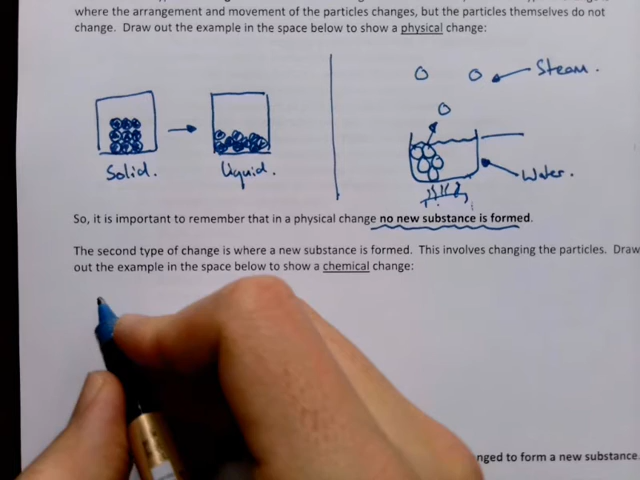 where the arrangement and movement of the particles changes, but the particles themselves do not
change. Draw out the example in the space below to show a physical change:
Steam.
Solid.
Liquid.
Water.
So, it is important to remember that in a physical change no new substance is formed.
The second type of change is where a new substance is formed. This involves changing the particles. Draw
out the example in the space below to show a chemical change:
nged to form a new substance.